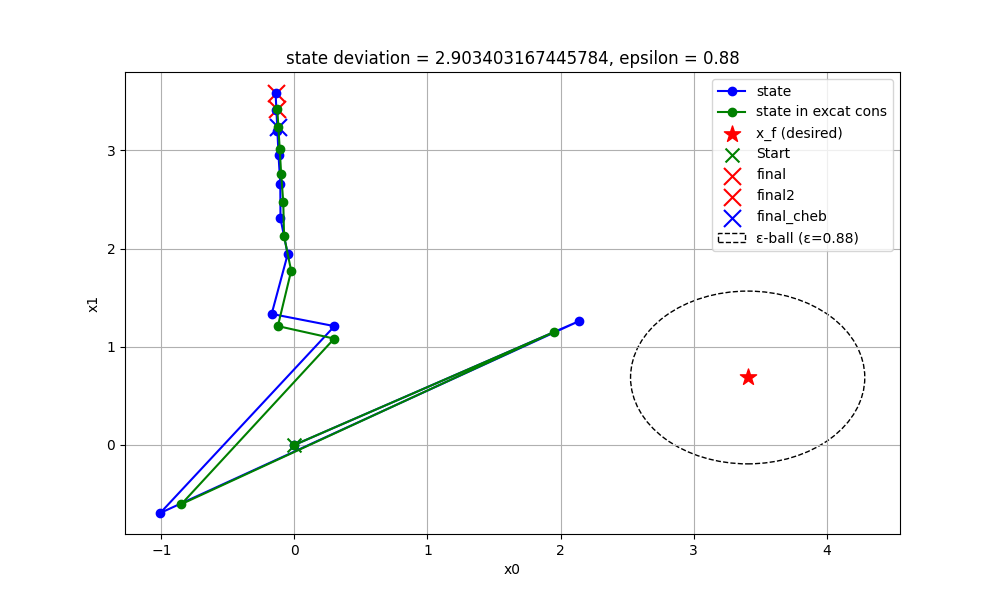 state deviation = 2.903403167445784, epsilon = 0.88
state
state in excat cons
x_f (desired)
Start
final
final2
final_cheb
ε-ball (ε=0.88)
x1
3
2
1
0
−1
0
1
2
3
4
x0